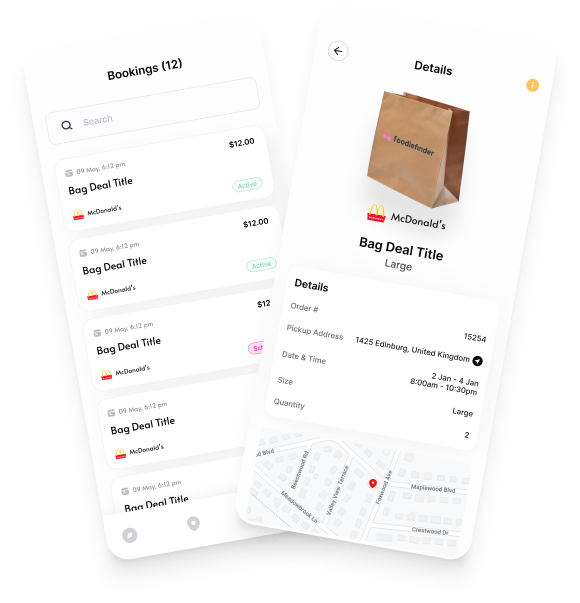 Bookings (12)
Search
$12.00
09 May, 6:12 pm
Bag Deal Title
Active
McDonald's
$12.00
09 May, 6:12 pm
Bag Deal Title
Active
McDonald's
$12
09 May, 6:12 pm
Bag Deal Title
McDonald's
09 May, 6:12 pm
Bag Deal Title
McDonald's
09 May, 6:12 pm
Bag Deal Title
Details
Foodiefinder
McDonald's
Bag Deal Title
Large
Details
Order # 15254
Pickup Address 1425 Edinburg, United Kingdom
Date & Time 2 Jan - 4 Jan
8:00am - 10:30pm
Size Large
Quantity 2
Blvd
Beechwood Rd
Meadowbrook Ln
Valley View Terrace
Foxwood Ave
Maplewood Blvd
Crestwood Dr